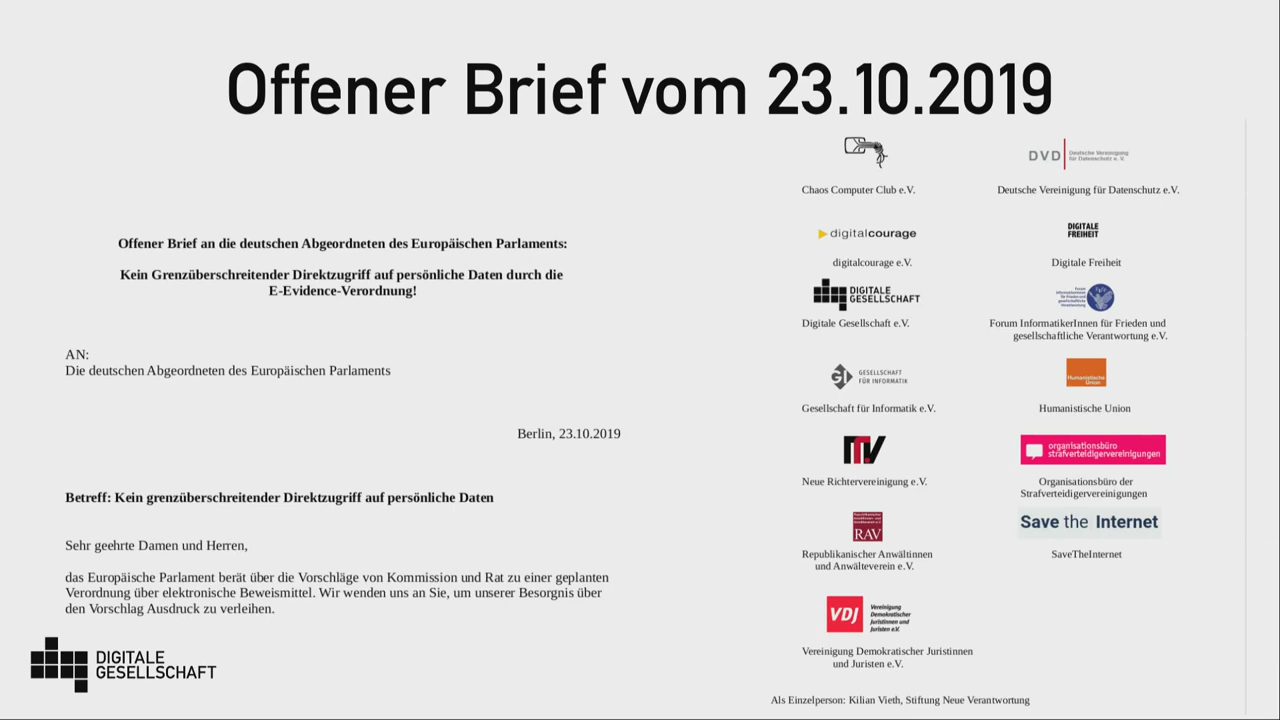 Offener Brief vom 23.10.2019
Offener Brief an die deutschen Abgeordneten des Europäischen Parlaments:
Kein Grenzüberschreitender Direktzugriff auf persönliche Daten durch die
E-Evidence-Verordnung!
AN:
Die deutschen Abgeordneten des Europäischen Parlaments
Berlin, 23.10.2019
Betreff: Kein grenzüberschreitender Direktzugriff auf persönliche Daten
Sehr geehrte Damen und Herren,
das Europäische Parlament berät über die Vorschläge von Kommission und Rat zu einer geplanten
Verordnung über elektronische Beweismittel. Wir wenden uns an Sie, um unserer Besorgnis über
den Vorschlag Ausdruck zu verleihen.
DIGITALE
GESELLSCHAFT
Chaos Computer Club e.V.
DVD
Deutsche Vereinigung
für Datenschutz e. V.
Deutsche Vereinigung für Datenschutz e.V.
digitalcourage
digitalcourage e.V.
DIGITALE
FREIHEIT
Digitale Freiheit
DIGITALE
GESELLSCHAFT
Digitale Gesellschaft e.V.
Forum InformatikerInnen für Frieden und
gesellschaftliche Verantwortung e.V.
GI
GESELLSCHAFT
FÜR INFORMATIK
Gesellschaft für Informatik e.V.
Humanistische
Union
Humanistische Union
Neue Richtervereinigung e.V.
organisationsbüro
strafverteidigervereinigungen
Organisationsbüro der
Strafverteidigervereinigungen
RAV
Republikanischer Anwältinnen
und Anwälteverein e.V.
Save the Internet
SaveTheInternet
VDJ
Vereinigung
Demokratischer
Juristinnen und
Juristen e.V.
Vereinigung Demokratischer Juristinnen
und Juristen e.V.
Als Einzelperson: Kilian Vieth, Stiftung Neue Verantwortung